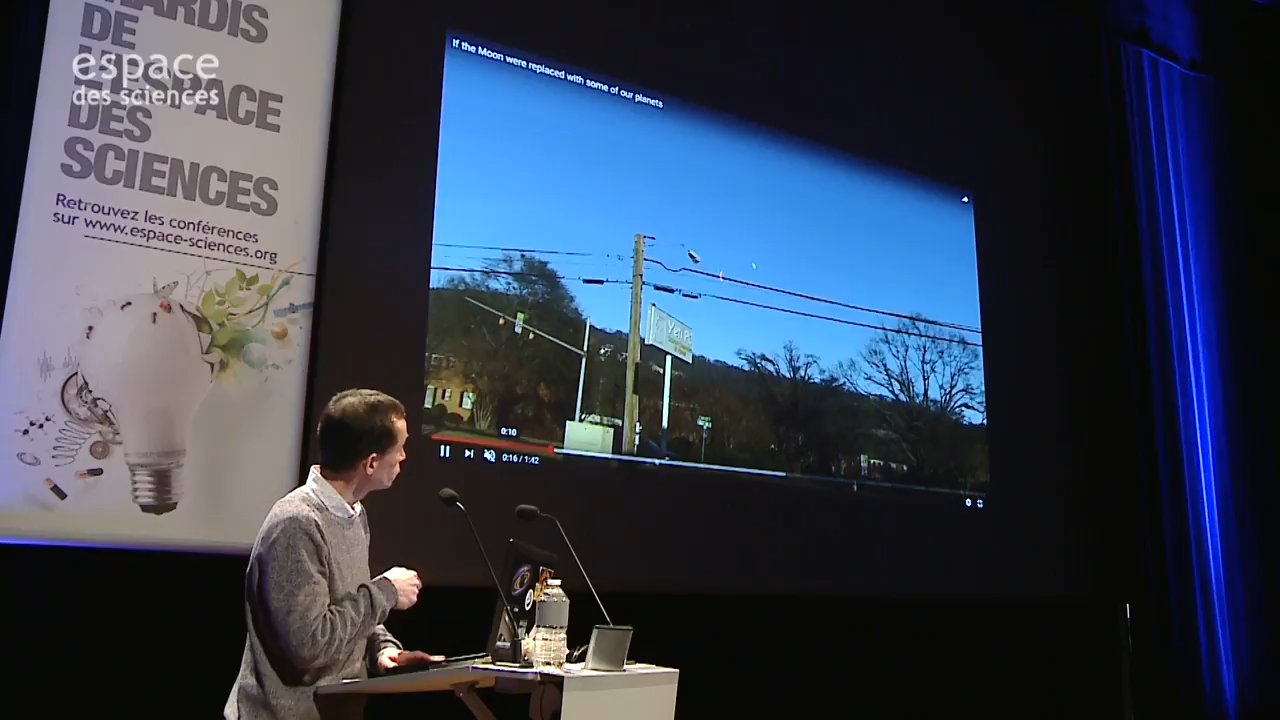 MARDIS
DE
L'ESPACE
DES
SCIENCES
espace
des sciences
Retrouvez les conférences
sur www.espace-sciences.org
If the Moon were replaced with some of our planets
0:10
0:16 / 1:42